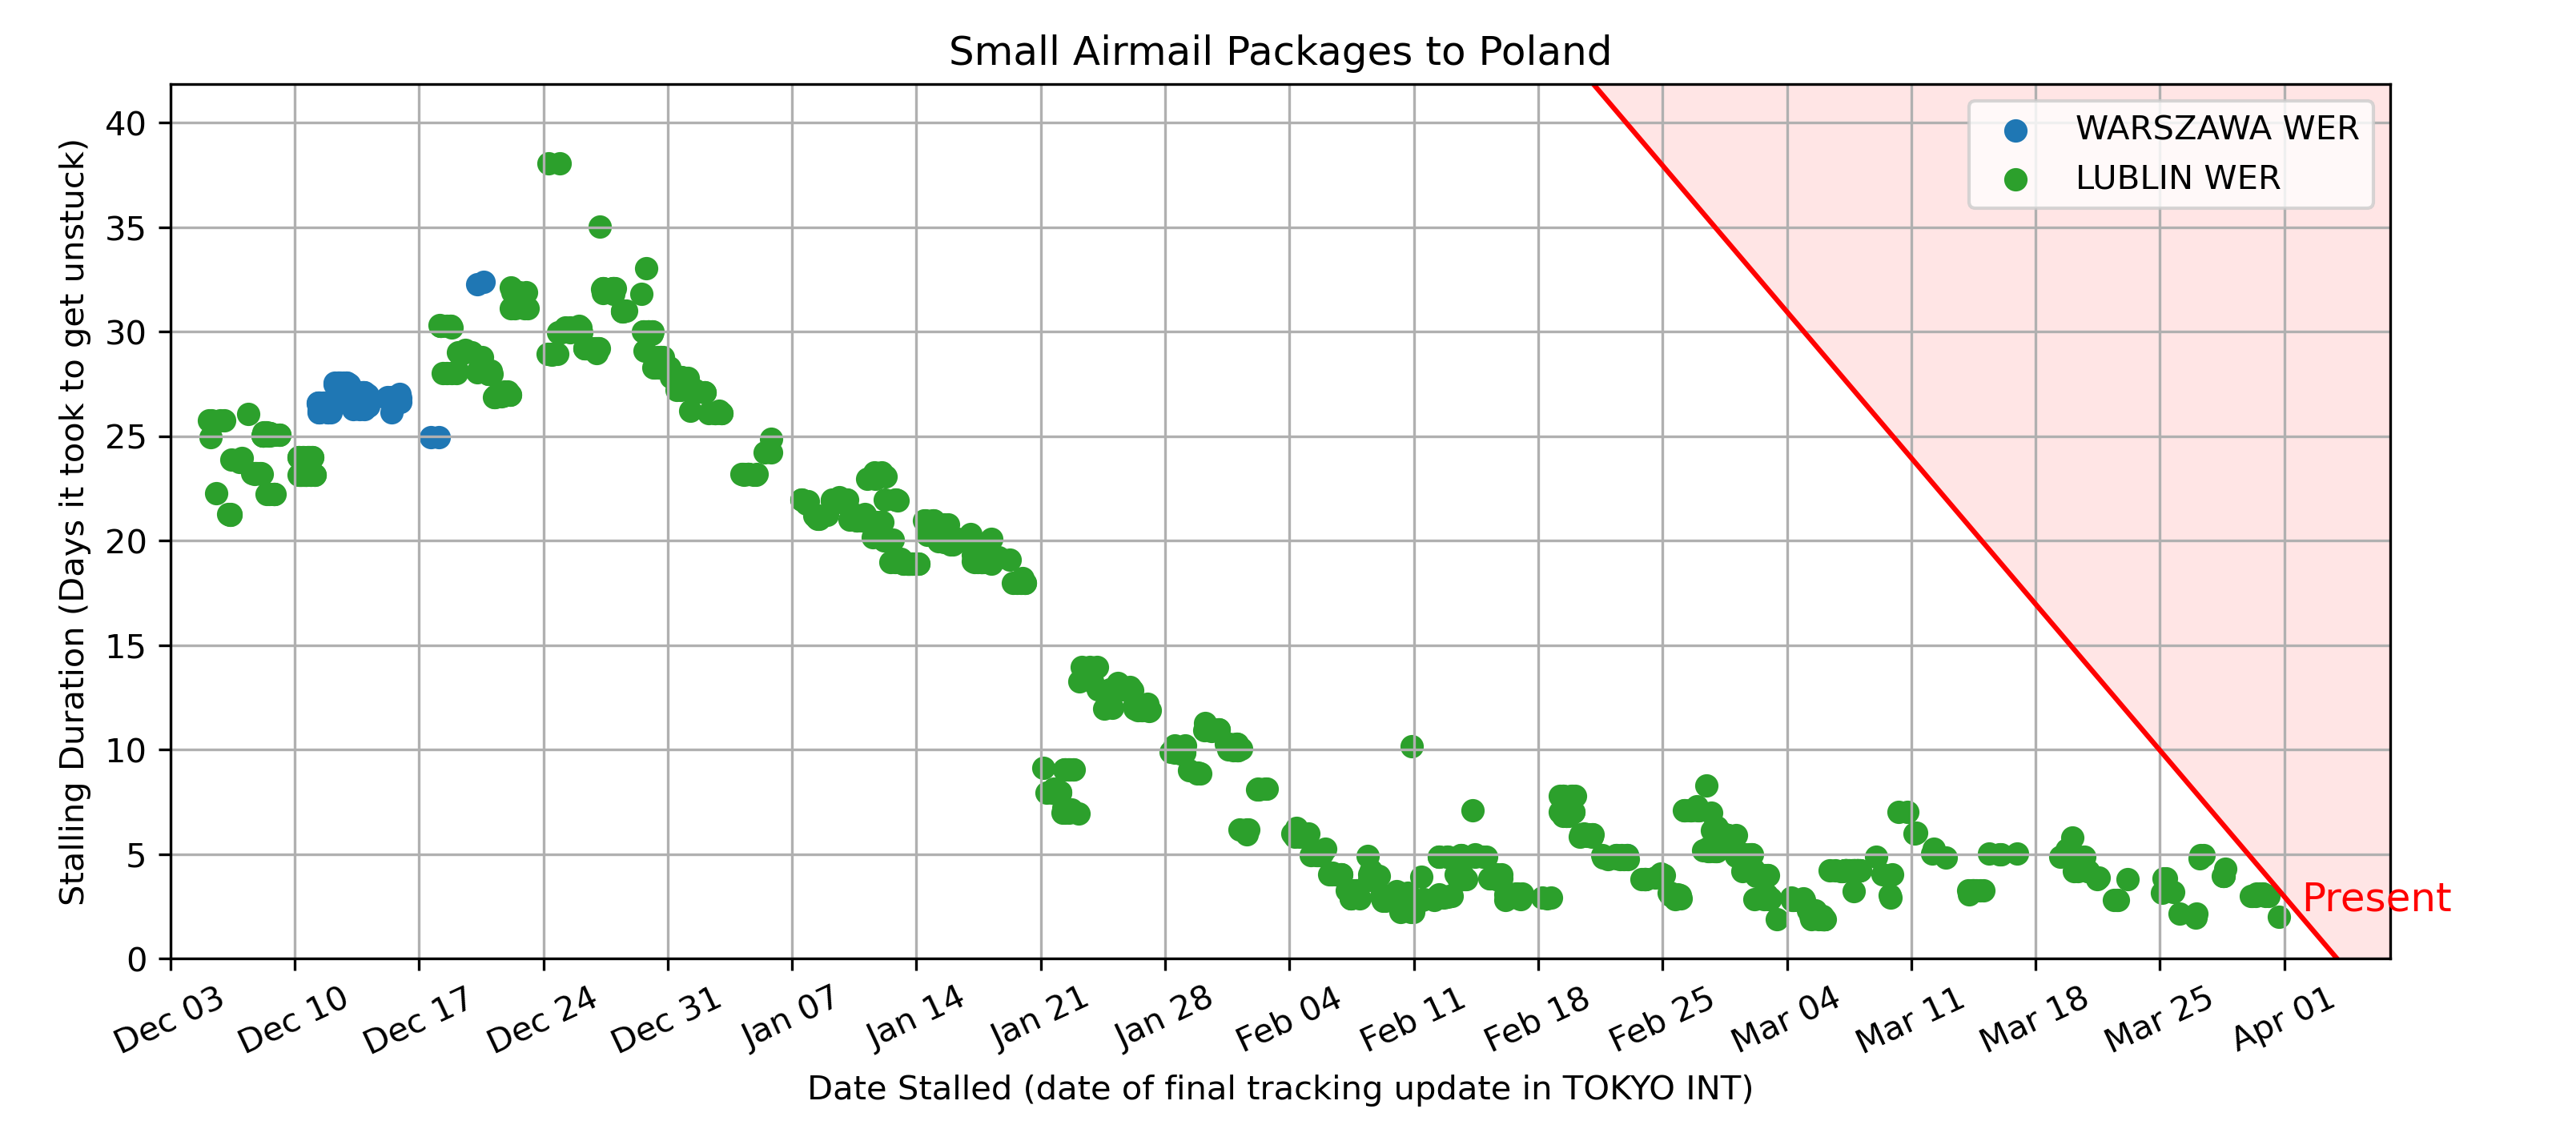 Small Airmail Packages to Poland
WARSZAWA WER
LUBLIN WER
Stalling Duration (Days it took to get unstuck)
40
35
30
25
20
15
10
5
0
Present
Dec 03
Dec 10
Dec 17
Dec 24
Dec 31
Jan 07
Jan 14
Jan 21
Jan 28
Feb 04
Feb 11
Feb 18
Feb 25
Mar 04
Mar 11
Mar 18
Mar 25
Apr 01
Date Stalled (date of final tracking update in TOKYO INT)